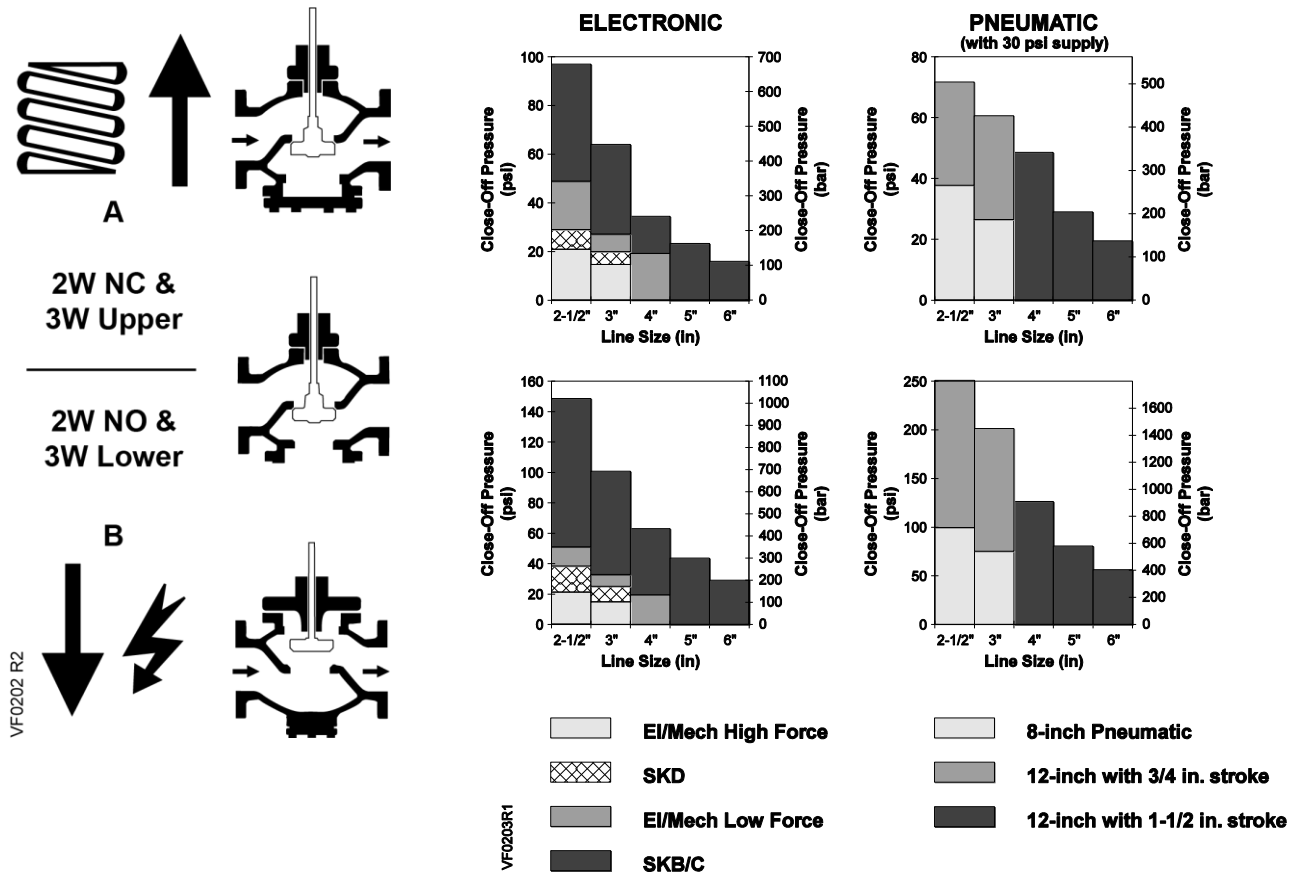 A
2W NC &
3W Upper
2W NO &
3W Lower
B
VF0202 R2
ELECTRONIC
Close-Off Pressure
(psi)
100
80
60
40
20
0
700
600
500
400
300
200
100
0
Close-Off Pressure
(bar)
2-1/2" 3" 4" 5" 6"
Line Size (in)
PNEUMATIC
(with 30 psi supply)
Close-Off Pressure
(psi)
80
60
40
20
0
500
400
300
200
100
0
Close-Off Pressure
(bar)
2-1/2" 3" 4" 5" 6"
Line Size (in)
Close-Off Pressure
(psi)
160
140
120
100
80
60
40
20
0
1100
1000
900
800
700
600
500
400
300
200
100
0
Close-Off Pressure
(bar)
2-1/2" 3" 4" 5" 6"
Line Size (in)
Close-Off Pressure
(psi)
250
200
150
100
50
0
1600
1400
1200
1000
800
600
400
200
0
Close-Off Pressure
(bar)
2-1/2" 3" 4" 5" 6"
Line Size (in)
El/Mech High Force
SKD
El/Mech Low Force
SKB/C
VF0203R1
8-inch Pneumatic
12-inch with 3/4 in. stroke
12-inch with 1-1/2 in. stroke